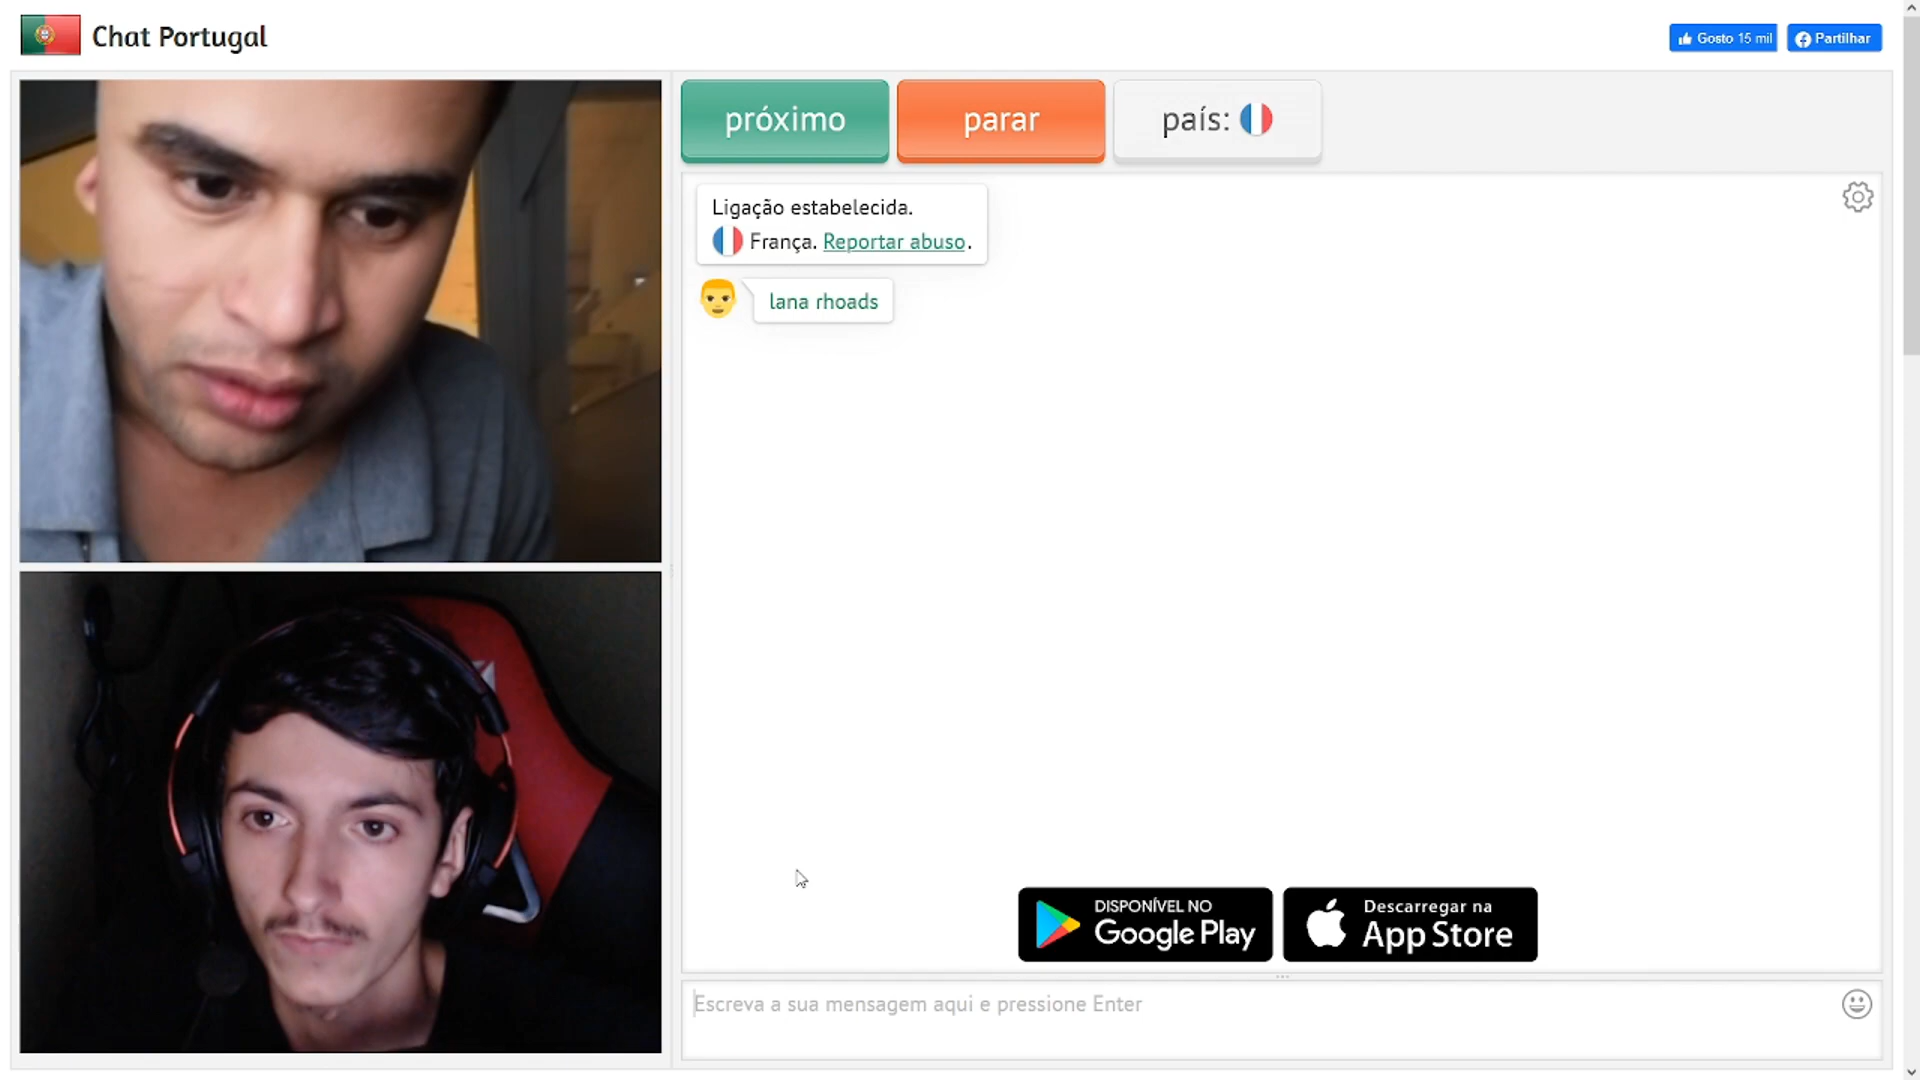 Chat Portugal
Gosto 15 mil
Partilhar
próximo
parar
país:
Ligação estabelecida.
França. Reportar abuso.
lana rhoads
DISPONÍVEL NO
Google Play
Descarregar na
App Store
Escreva a sua mensagem aqui e pressione Enter